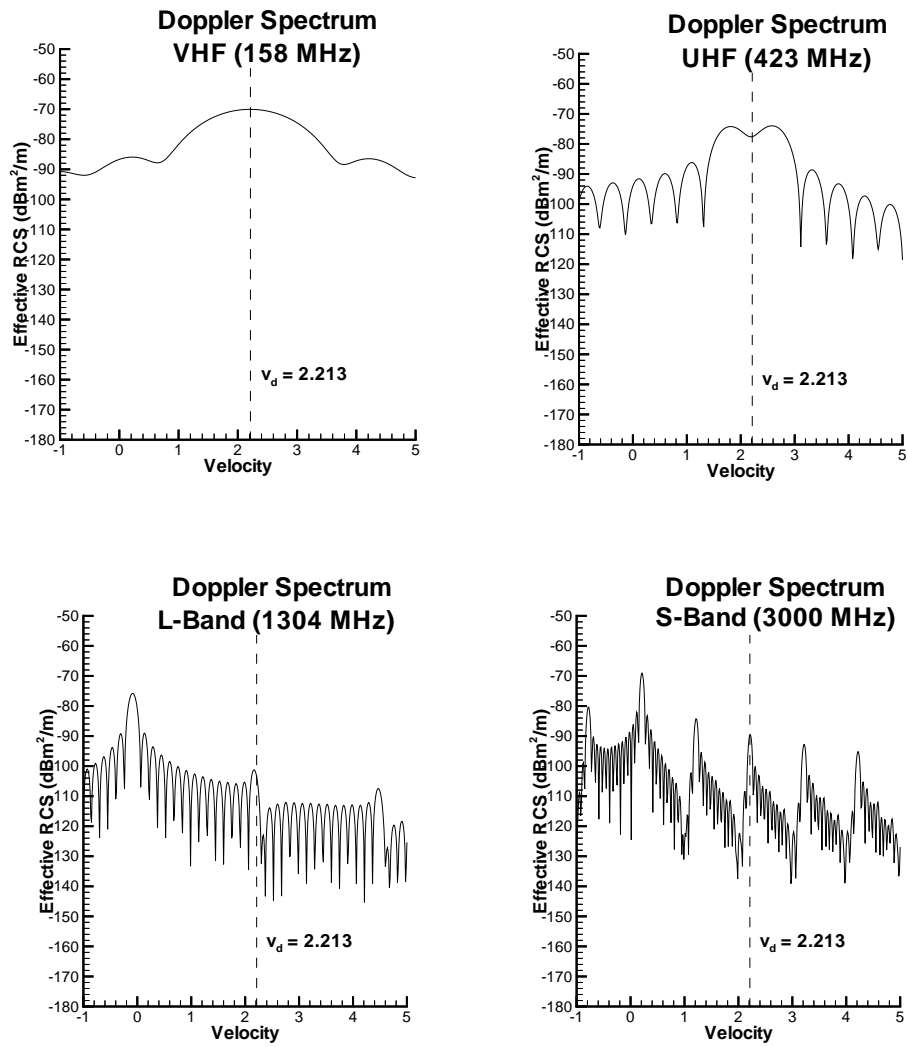 Doppler Spectrum
VHF (158 MHz)
Effective RCS (dBm²/m)
-50
-60
-70
-80
-90
-100
-110
-120
-130
-140
-150
-160
-170
-180
v_d = 2.213
-1 0 1 2 3 4 5
Velocity
Doppler Spectrum
UHF (423 MHz)
Effective RCS (dBm²/m)
-50
-60
-70
-80
-90
-100
-110
-120
-130
-140
-150
-160
-170
-180
v_d = 2.213
-1 0 1 2 3 4 5
Velocity
Doppler Spectrum
L-Band (1304 MHz)
Effective RCS (dBm²/m)
-50
-60
-70
-80
-90
-100
-110
-120
-130
-140
-150
-160
-170
-180
v_d = 2.213
-1 0 1 2 3 4 5
Velocity
Doppler Spectrum
S-Band (3000 MHz)
Effective RCS (dBm²/m)
-50
-60
-70
-80
-90
-100
-110
-120
-130
-140
-150
-160
-170
-180
v_d = 2.213
-1 0 1 2 3 4 5
Velocity